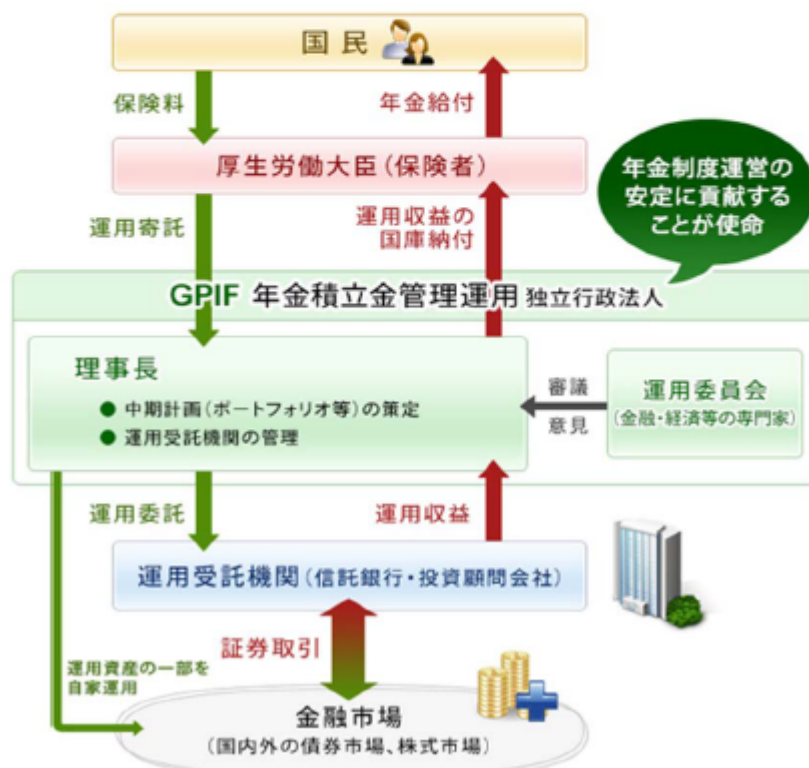 国民
保険料
年金給付
厚生労働大臣(保険者)
年金制度運営の
安定に貢献する
ことが使命
運用寄託
運用収益の
国庫納付
GPIF 年金積立金管理運用 独立行政法人
理事長
● 中期計画(ポートフォリオ等)の策定
● 運用受託機関の管理
審議
意見
運用委員会
(金融・経済等の専門家)
運用委託
運用収益
運用受託機関(信託銀行・投資顧問会社)
証券取引
運用資産の一部を
自家運用
金融市場
(国内外の債券市場、株式市場)